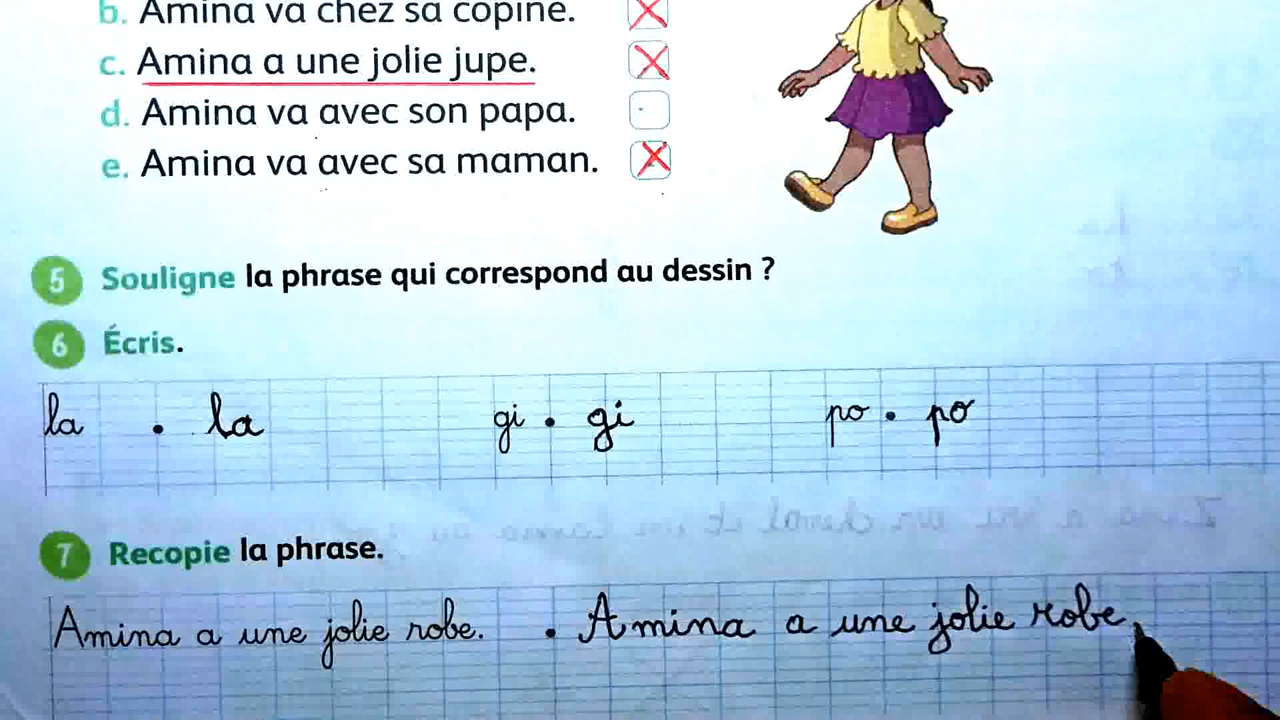 b. Amina va chez sa copine.
c. Amina a une jolie jupe.
d. Amina va avec son papa.
e. Amina va avec sa maman.
5 Souligne la phrase qui correspond au dessin ?
6 Écris.
la . la gi . gi po . po
7 Recopie la phrase.
Amina a une jolie robe. . Amina a une jolie robe.